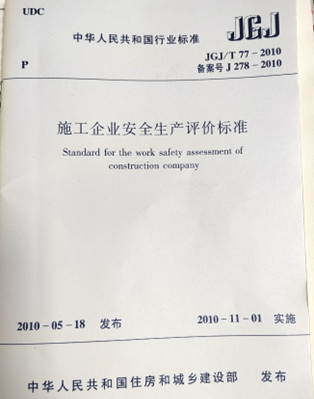 UDC
JGJ
中华人民共和国行业标准
JGJ/T 77-2010
P
备案号 J 278-2010
施工企业安全生产评价标准
Standard for the work safety assessment of
construction company
2010-05-18 发布
2010-11-01 实施
中华人民共和国住房和城乡建设部 发布